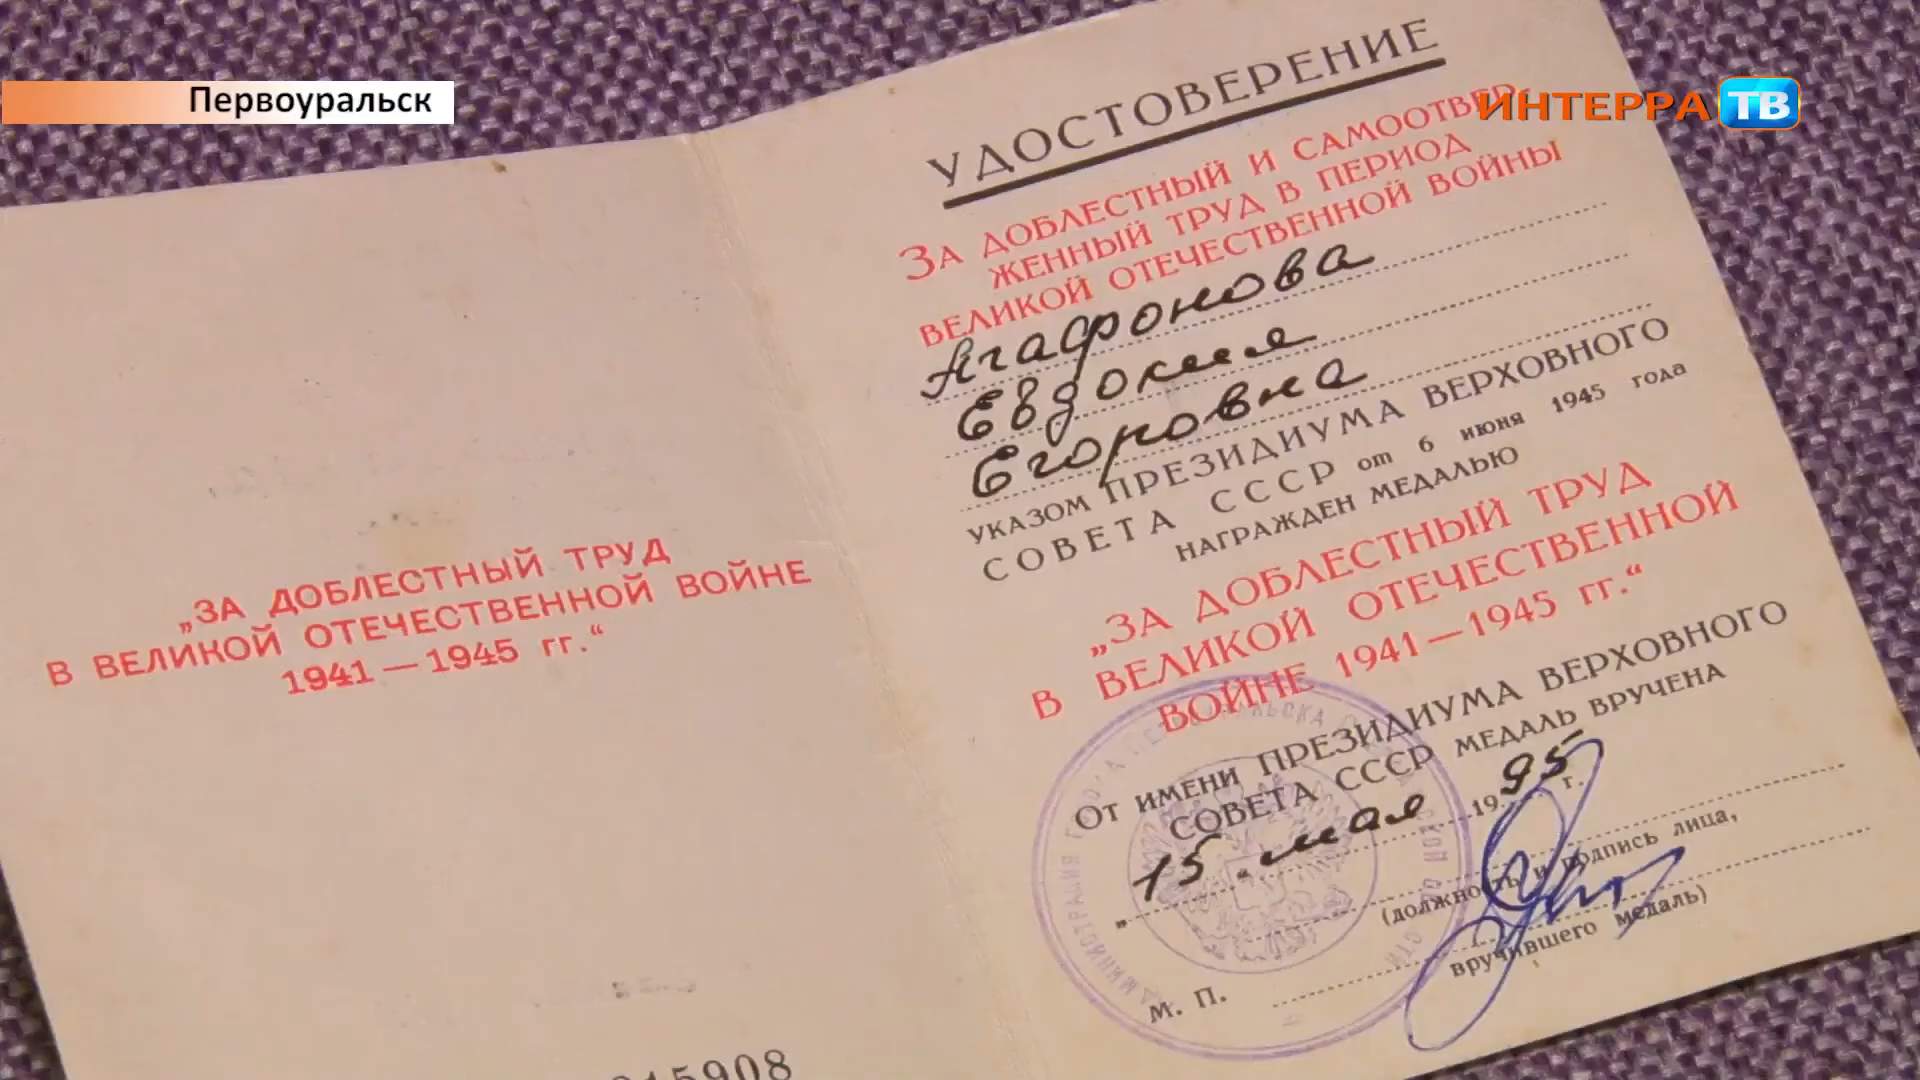 Первоуральск
ИНТЕРРА ТВ
„ЗА ДОБЛЕСТНЫЙ ТРУД
В ВЕЛИКОЙ ОТЕЧЕСТВЕННОЙ ВОЙНЕ
1941—1945 гг.“
15908
УДОСТОВЕРЕНИЕ
ЗА ДОБЛЕСТНЫЙ И САМООТВЕР-
ЖЕННЫЙ ТРУД В ПЕРИОД
ВЕЛИКОЙ ОТЕЧЕСТВЕННОЙ ВОЙНЫ
Агафонова
Евдокия
Егоровна
УКАЗОМ ПРЕЗИДИУМА ВЕРХОВНОГО
СОВЕТА СССР от 6 июня 1945 года
НАГРАЖДЕН МЕДАЛЬЮ
„ЗА ДОБЛЕСТНЫЙ ТРУД
В ВЕЛИКОЙ ОТЕЧЕСТВЕННОЙ
ВОЙНЕ 1941—1945 гг.“
От ИМЕНИ ПРЕЗИДИУМА ВЕРХОВНОГО
СОВЕТА СССР МЕДАЛЬ ВРУЧЕНА
„15. мая 1995 г.
(должность и подпись лица,
вручившего медаль)
М. П.